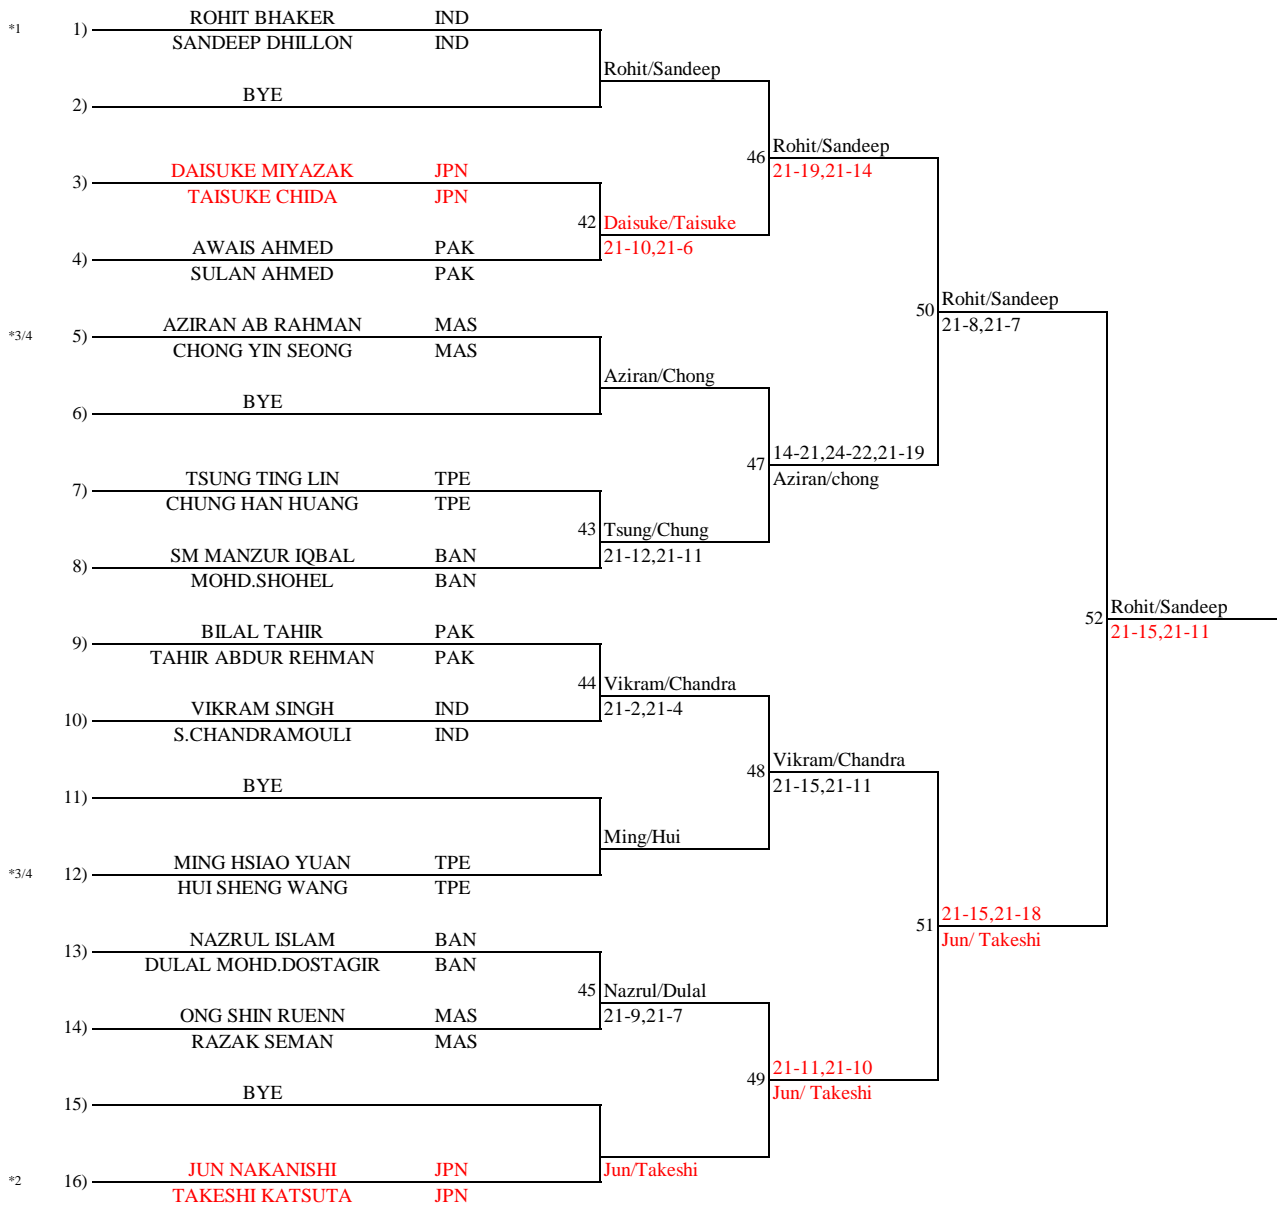 ROHIT BHAKER IND
*1 1)
SANDEEP DHILLON IND
Rohit/Sandeep
BYE
2)
46 Rohit/Sandeep
21-19,21-14
DAISUKE MIYAZAK JPN
3)
TAISUKE CHIDA JPN
42 Daisuke/Taisuke
21-10,21-6
AWAIS AHMED PAK
4)
SULAN AHMED PAK
50 Rohit/Sandeep
21-8,21-7
AZIRAN AB RAHMAN MAS
*3/4 5)
CHONG YIN SEONG MAS
Aziran/Chong
BYE
6)
47 14-21,24-22,21-19
Aziran/chong
TSUNG TING LIN TPE
7)
CHUNG HAN HUANG TPE
43 Tsung/Chung
21-12,21-11
SM MANZUR IQBAL BAN
8)
MOHD.SHOHEL BAN
52 Rohit/Sandeep
21-15,21-11
BILAL TAHIR PAK
9)
TAHIR ABDUR REHMAN PAK
44 Vikram/Chandra
21-2,21-4
VIKRAM SINGH IND
10)
S.CHANDRAMOULI IND
48 Vikram/Chandra
21-15,21-11
BYE
11)
Ming/Hui
MING HSIAO YUAN TPE
*3/4 12)
HUI SHENG WANG TPE
51 21-15,21-18
Jun/ Takeshi
NAZRUL ISLAM BAN
13)
DULAL MOHD.DOSTAGIR BAN
45 Nazrul/Dulal
21-9,21-7
ONG SHIN RUENN MAS
14)
RAZAK SEMAN MAS
49 21-11,21-10
Jun/ Takeshi
BYE
15)
JUN NAKANISHI JPN
Jun/Takeshi
*2 16)
TAKESHI KATSUTA JPN